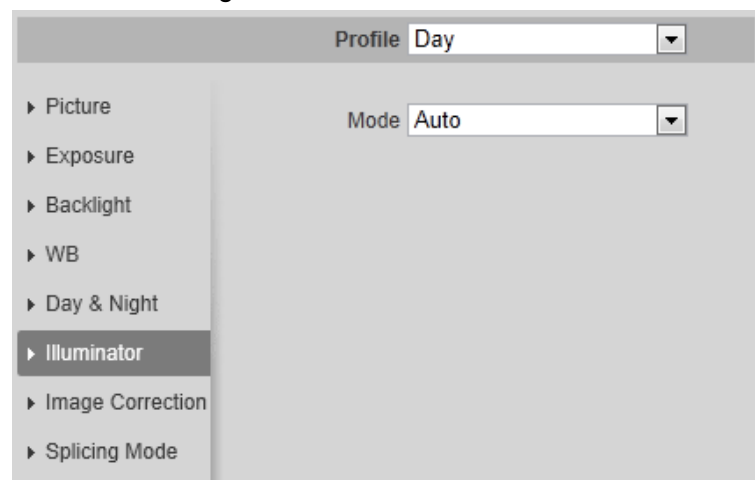 Profile Day
Mode Auto
Picture
Exposure
Backlight
WB
Day & Night
Illuminator
Image Correction
Splicing Mode